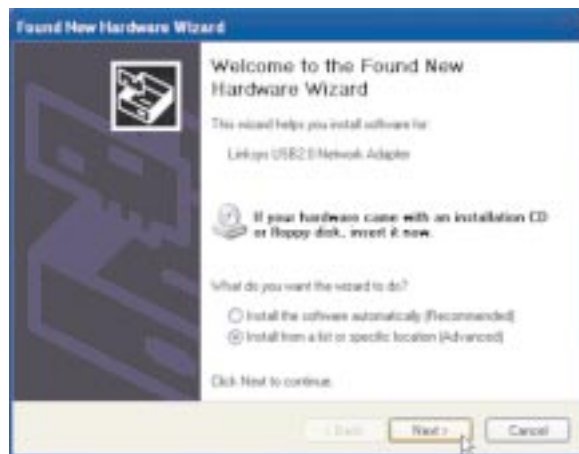 Found New Hardware Wizard
Welcome to the Found New
Hardware Wizard
This wizard helps you install software for:
Linksys USB2.0 Network Adapter
If your hardware came with an installation CD
or floppy disk, insert it now.
What do you want the wizard to do?
Install the software automatically (Recommended)
Install from a list or specific location (Advanced)
Click Next to continue.
< Back
Next >
Cancel